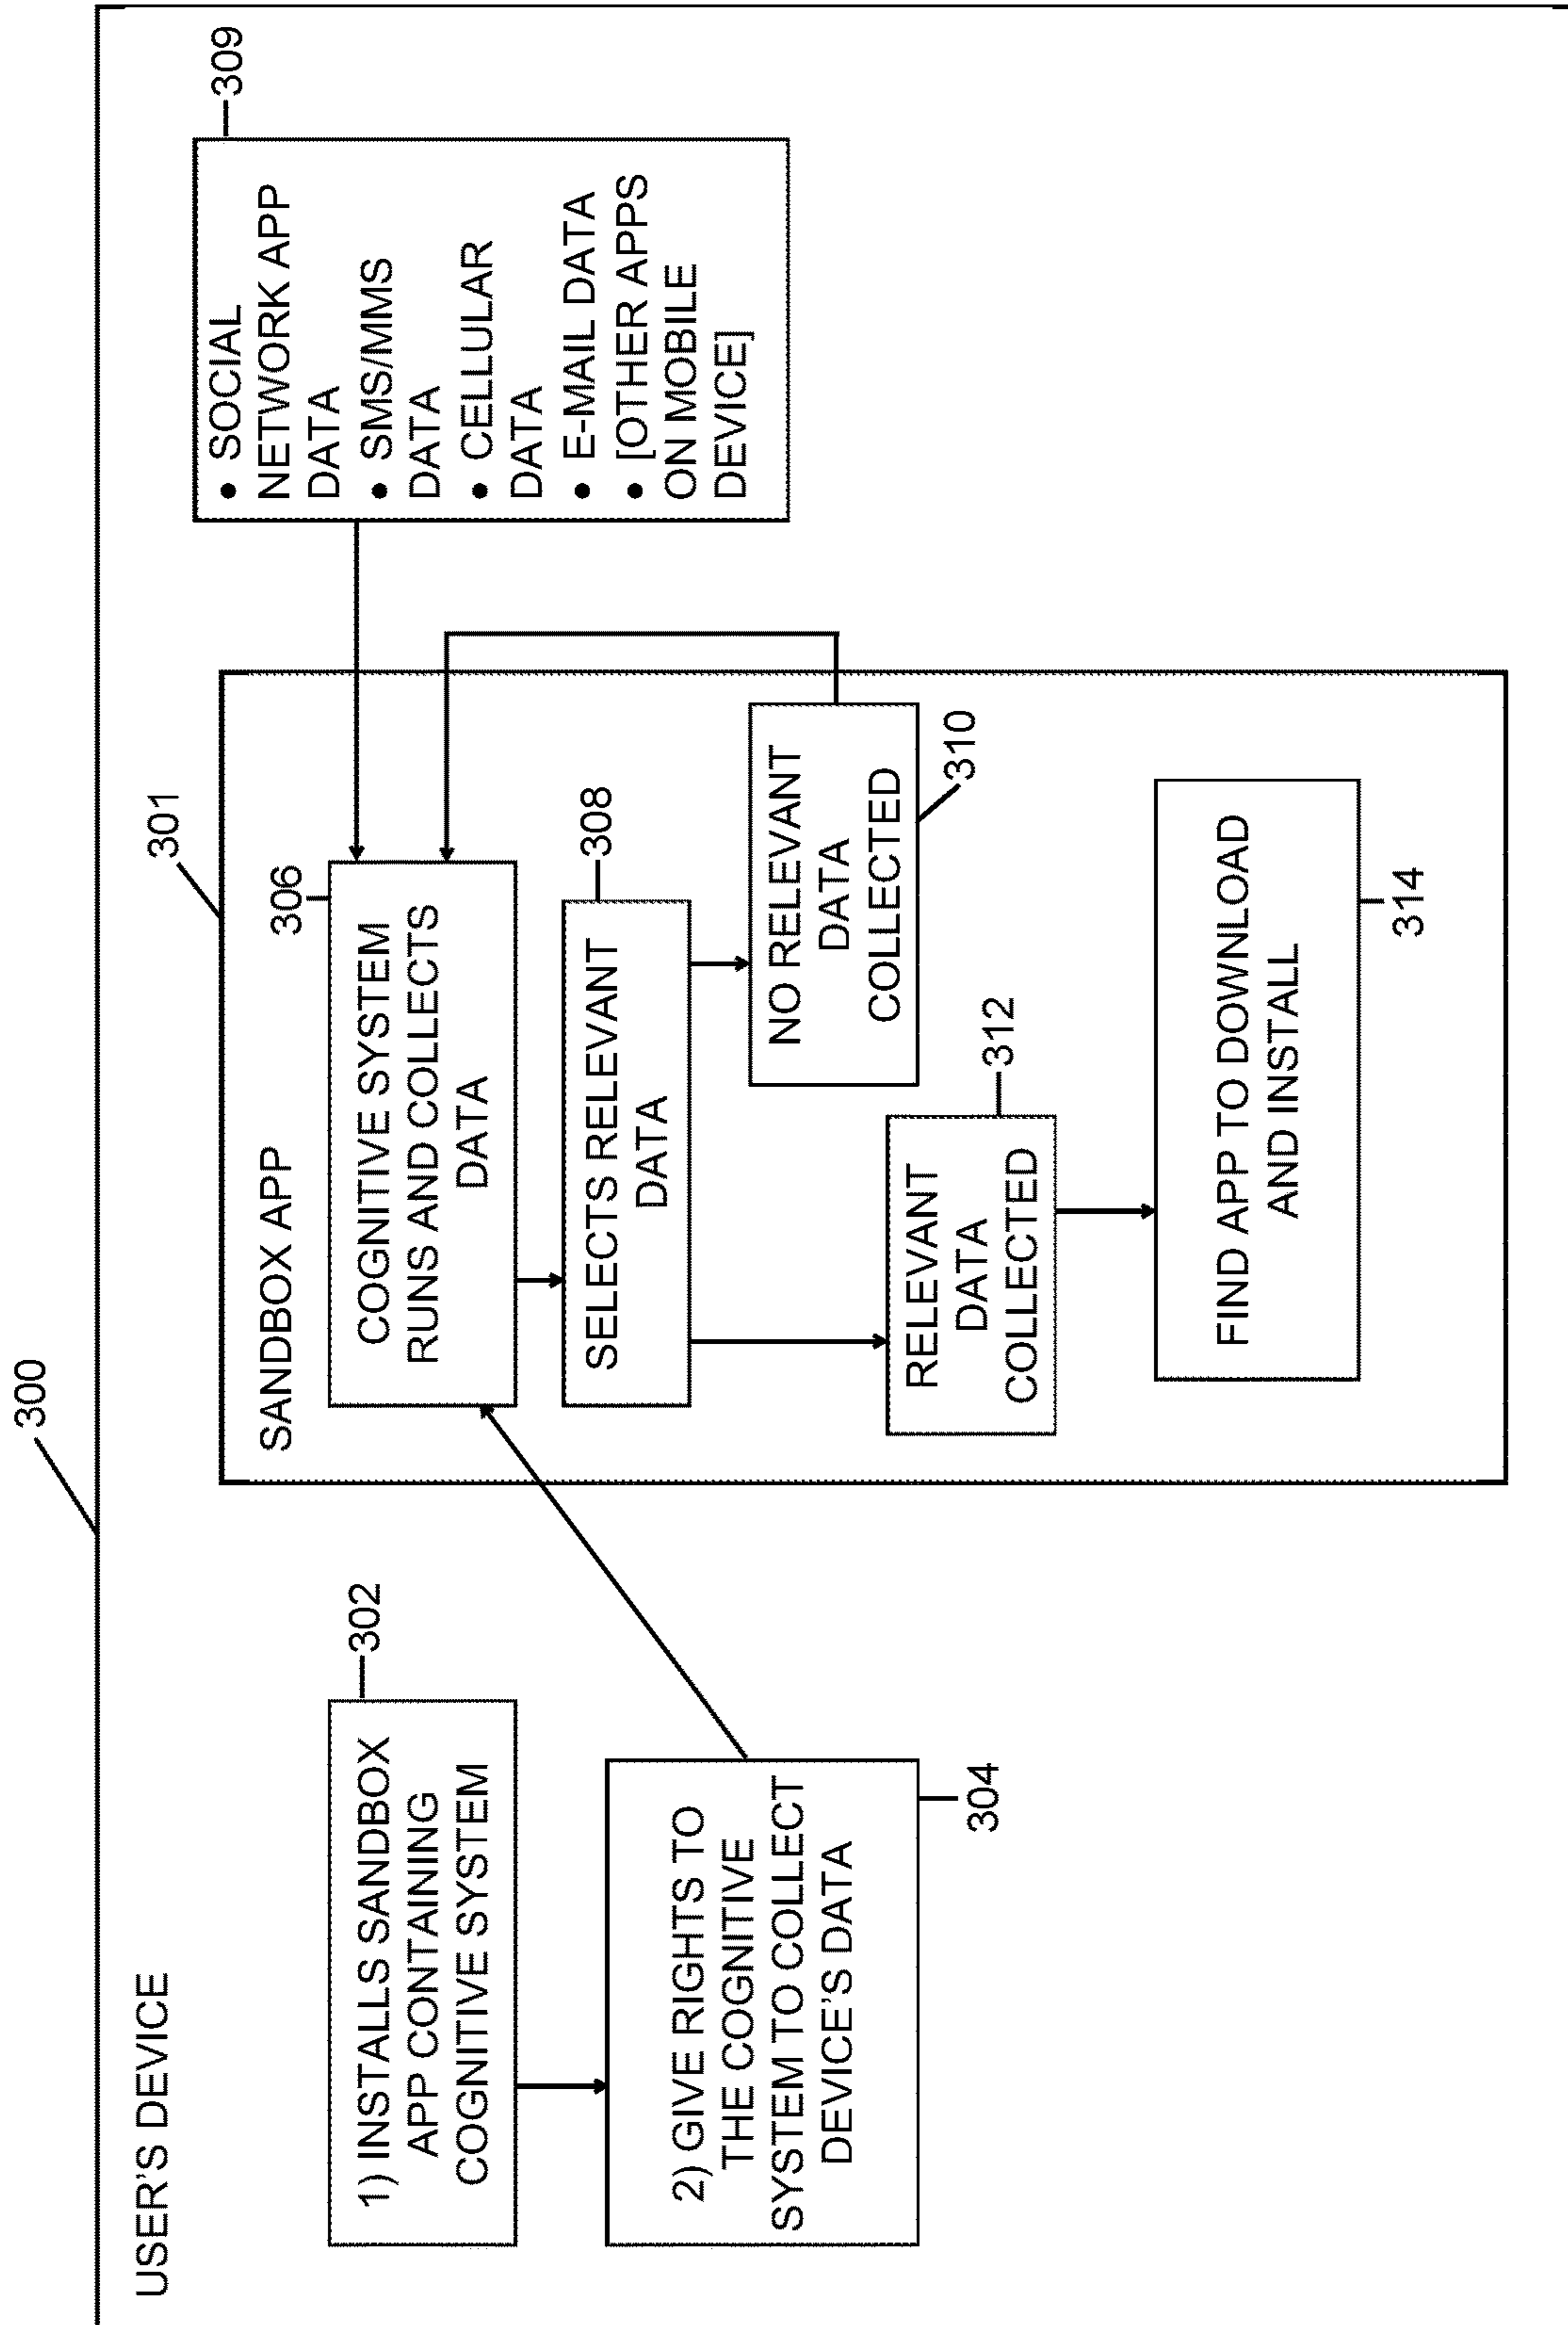 300
USER'S DEVICE
302
1) INSTALLS SANDBOX
APP CONTAINING
COGNITIVE SYSTEM
2) GIVE RIGHTS TO
THE COGNITIVE
SYSTEM TO COLLECT
DEVICE'S DATA
304
301
SANDBOX APP
306
COGNITIVE SYSTEM
RUNS AND COLLECTS
DATA
308
SELECTS RELEVANT
DATA
NO RELEVANT
DATA
COLLECTED
310
312
RELEVANT
DATA
COLLECTED
FIND APP TO DOWNLOAD
AND INSTALL
314
309
• SOCIAL
NETWORK APP
DATA
• SMS/MMS
DATA
• CELLULAR
DATA
• E-MAIL DATA
• [OTHER APPS
ON MOBILE
DEVICE]